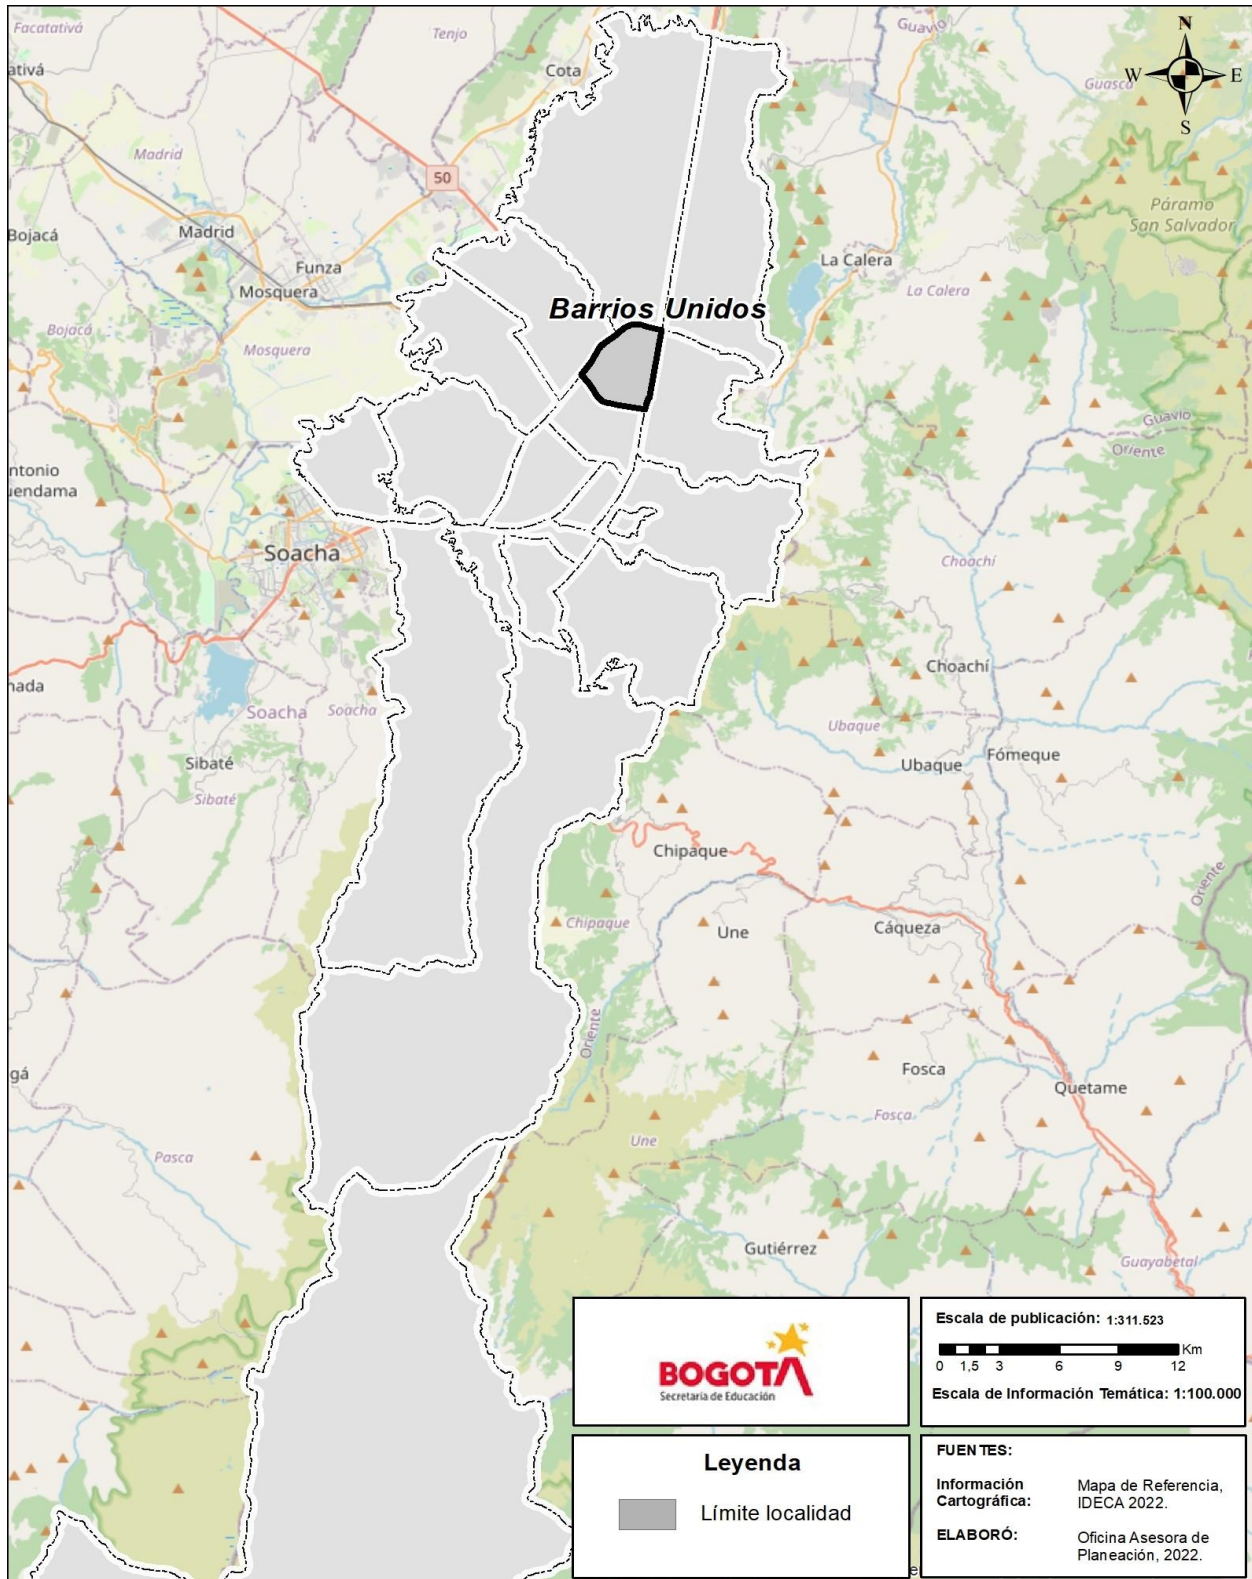 Facatativá
Tenjo
Guavio
N
W
E
S
ativá
Cota
Guasca
Madrid
50
Páramo
San Salvador
Bojacá
Madrid
Funza
La Calera
Mosquera
La Calera
Barrios Unidos
Bojacá
Mosquera
Guavio
Oriente
ntonio
uendama
Soacha
Choachí
nada
Choachí
Soacha
Soacha
Ubaque
Sibaté
Ubaque
Fómeque
Sibaté
Chipaque
Oriente
Chipaque
Une
Cáqueza
Oriente
gá
Fosca
Quetame
Fosca
Une
Pasca
Gutiérrez
Guayabetal
BOGOTÁ
Secretaría de Educación
Escala de publicación: 1:311.523
Km
0 1,5 3 6 9 12
Escala de Información Temática: 1:100.000
Leyenda
Límite localidad
FUENTES:
Información Cartográfica:
Mapa de Referencia,
IDECA 2022.
ELABORÓ:
Oficina Asesora de
Planeación, 2022.